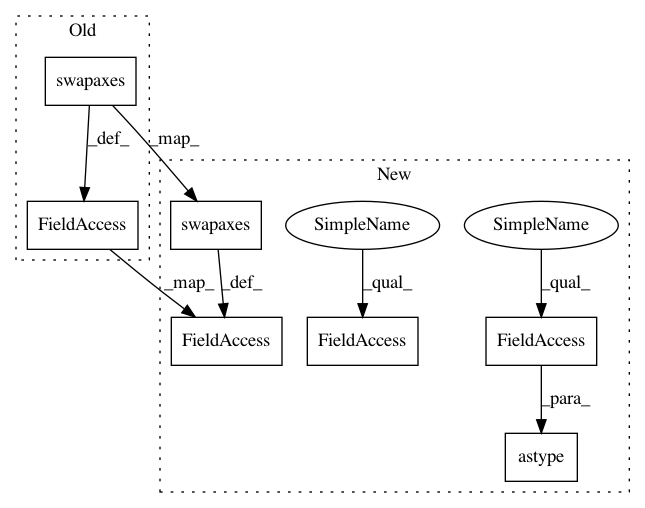 Old
swapaxes
_def_
_map_
New
FieldAccess
swapaxes
SimpleName
SimpleName
_map_
_def_
_qual_
_qual_
FieldAccess
FieldAccess
FieldAccess
_para_
astype